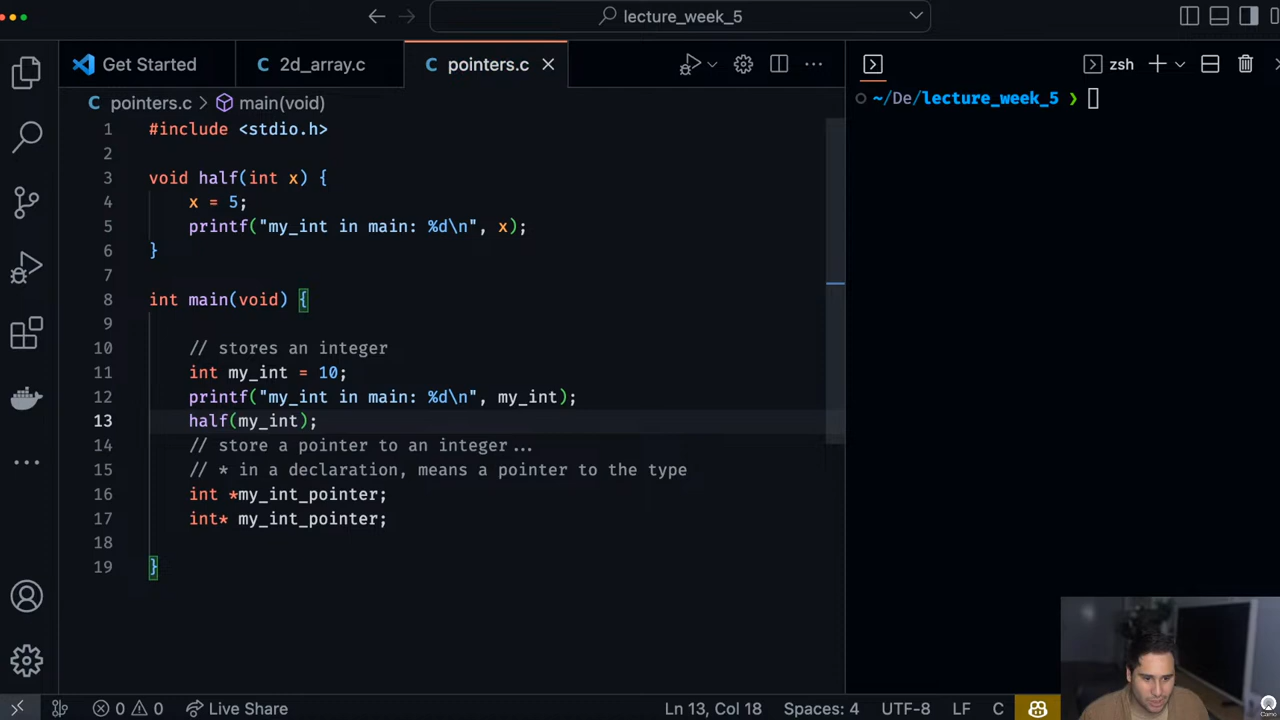 lecture_week_5
Get Started
C 2d_array.c
C pointers.c
zsh
C pointers.c > main(void)
~/De/lecture_week_5 ❯
1 #include <stdio.h>
2
3 void half(int x) {
4 x = 5;
5 printf("my_int in main: %d\n", x);
6 }
7
8 int main(void) {
9
10 // stores an integer
11 int my_int = 10;
12 printf("my_int in main: %d\n", my_int);
13 half(my_int);
14 // store a pointer to an integer...
15 // * in a declaration, means a pointer to the type
16 int *my_int_pointer;
17 int* my_int_pointer;
18
19 }
0 0
Live Share
Ln 13, Col 18
Spaces: 4
UTF-8
LF
C
Camo